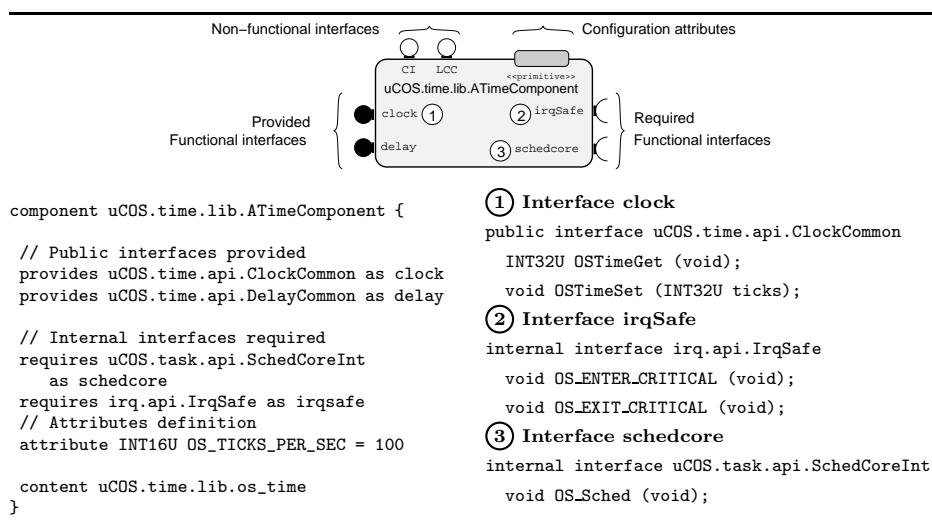 Non−functional interfaces
Configuration attributes
CI LCC
<<primitive>>
uCOS.time.lib.ATimeComponent
clock 1
2 irqSafe
Provided
Functional interfaces
Required
Functional interfaces
delay
3 schedcore
component uCOS.time.lib.ATimeComponent {
// Public interfaces provided
provides uCOS.time.api.ClockCommon as clock
provides uCOS.time.api.DelayCommon as delay
// Internal interfaces required
requires uCOS.task.api.SchedCoreInt
as schedcore
requires irq.api.IrqSafe as irqsafe
// Attributes definition
attribute INT16U OS_TICKS_PER_SEC = 100
content uCOS.time.lib.os_time
}
1 Interface clock
public interface uCOS.time.api.ClockCommon
INT32U OSTimeGet (void);
void OSTimeSet (INT32U ticks);
2 Interface irqSafe
internal interface irq.api.IrqSafe
void OS_ENTER_CRITICAL (void);
void OS_EXIT_CRITICAL (void);
3 Interface schedcore
internal interface uCOS.task.api.SchedCoreInt
void OS_Sched (void);